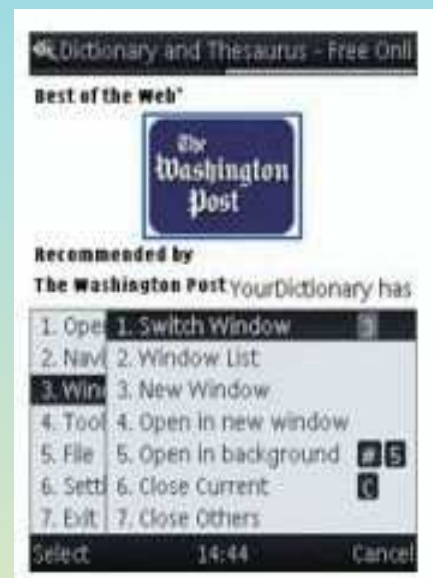 Dictionary and Thesaurus - Free Onli
Best of the Web"
The
Washington
Post
Recommended by
The Washington Post YourDictionary has
1. Ope 1. Switch Window
2. Navi 2. Window List
3. Win 3. New Window
4. Tool 4. Open in new window
5. File 5. Open in background # 5
6. Setti 6. Close Current C
7. Exit 7. Close Others
Select 14:44 Cancel